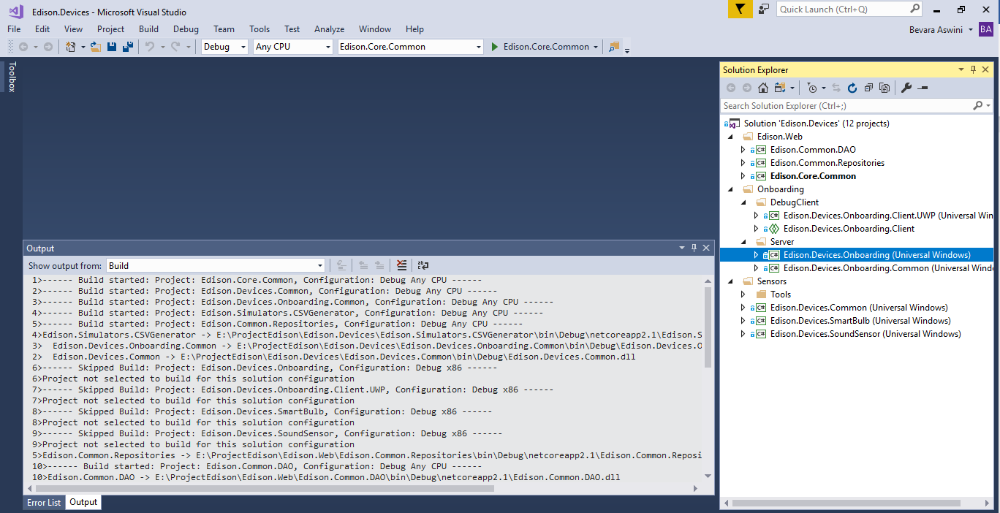 Edison.Devices - Microsoft Visual Studio
Quick Launch (Ctrl+Q)
File Edit View Project Build Debug Team Tools Test Analyze Window Help
Bevara Aswini BA
Debug Any CPU Edison.Core.Common Edison.Core.Common
Toolbox
Solution Explorer
Search Solution Explorer (Ctrl+;)
Solution 'Edison.Devices' (12 projects)
Edison.Web
C# Edison.Common.DAO
C# Edison.Common.Repositories
C# Edison.Core.Common
Onboarding
DebugClient
C# Edison.Devices.Onboarding.Client.UWP (Universal Win
Edison.Devices.Onboarding.Client
Server
C# Edison.Devices.Onboarding (Universal Windows)
C# Edison.Devices.Onboarding.Common (Universal Wind
Sensors
Tools
C# Edison.Devices.Common (Universal Windows)
C# Edison.Devices.SmartBulb (Universal Windows)
C# Edison.Devices.SoundSensor (Universal Windows)
Output
Show output from: Build
1>------ Build started: Project: Edison.Core.Common, Configuration: Debug Any CPU ------
2>------ Build started: Project: Edison.Devices.Common, Configuration: Debug Any CPU ------
3>------ Build started: Project: Edison.Devices.Onboarding.Common, Configuration: Debug Any CPU ------
4>------ Build started: Project: Edison.Simulators.CSVGenerator, Configuration: Debug Any CPU ------
5>------ Build started: Project: Edison.Common.Repositories, Configuration: Debug Any CPU ------
4>Edison.Simulators.CSVGenerator -> E:\ProjectEdison\Edison.Devices\Edison.Simulators.CSVGenerator\bin\Debug\netcoreapp2.1\Edison.S
3>  Edison.Devices.Onboarding.Common -> E:\ProjectEdison\Edison.Devices\Edison.Devices.Onboarding.Common\bin\Debug\Edison.Devices.O
2>  Edison.Devices.Common -> E:\ProjectEdison\Edison.Devices\Edison.Devices.Common\bin\Debug\Edison.Devices.Common.dll
6>------ Skipped Build: Project: Edison.Devices.Onboarding, Configuration: Debug x86 ------
6>Project not selected to build for this solution configuration
7>------ Skipped Build: Project: Edison.Devices.Onboarding.Client.UWP, Configuration: Debug x86 ------
7>Project not selected to build for this solution configuration
8>------ Skipped Build: Project: Edison.Devices.SmartBulb, Configuration: Debug x86 ------
8>Project not selected to build for this solution configuration
9>------ Skipped Build: Project: Edison.Devices.SoundSensor, Configuration: Debug x86 ------
9>Project not selected to build for this solution configuration
5>Edison.Common.Repositories -> E:\ProjectEdison\Edison.Web\Edison.Common.Repositories\bin\Debug\netcoreapp2.1\Edison.Common.Reposi
10>------ Build started: Project: Edison.Common.DAO, Configuration: Debug Any CPU ------
10>Edison.Common.DAO -> E:\ProjectEdison\Edison.Web\Edison.Common.DAO\bin\Debug\netcoreapp2.1\Edison.Common.DAO.dll
Error List Output